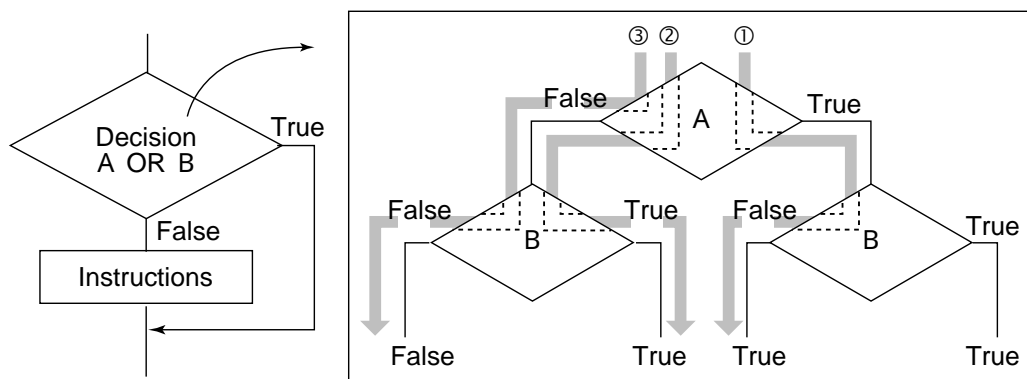 Decision
A OR B
True
False
Instructions
③ ② ①
False
A
True
False
B
True
False
B
True
False
True
True
True